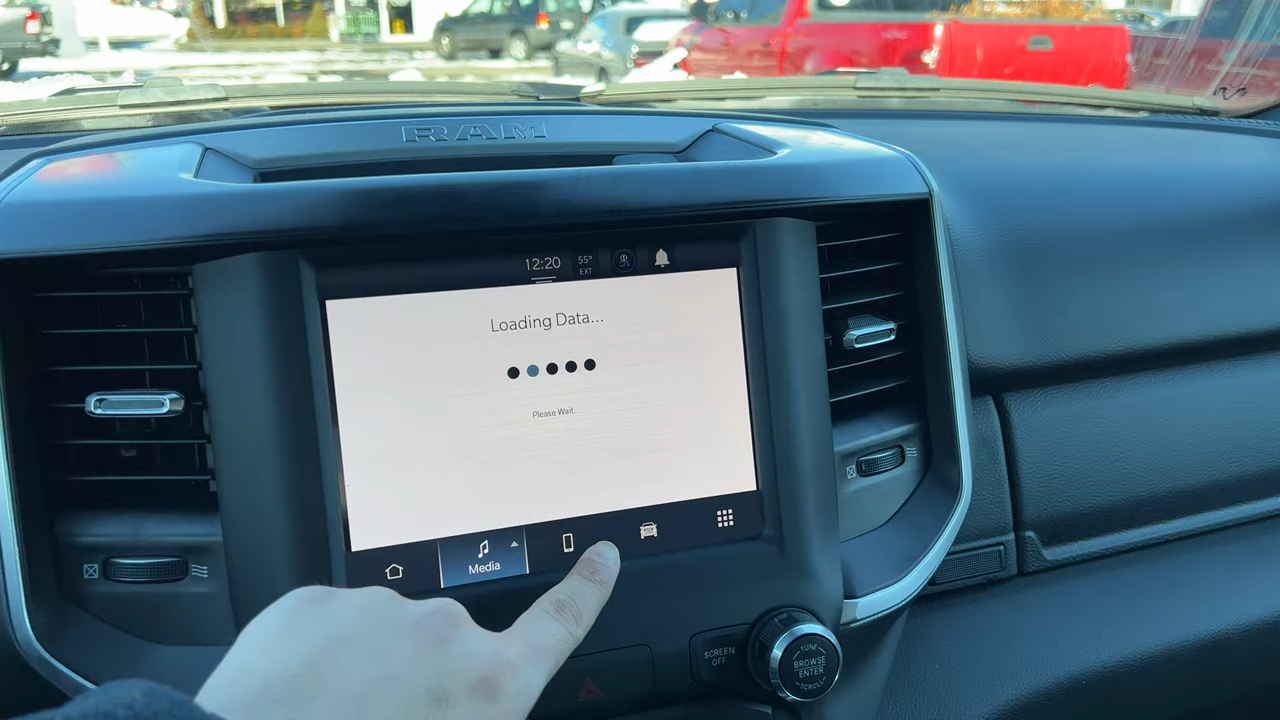 RAM
12:20
55°
EXT
Loading Data...
Please Wait..
Media
SCREEN
OFF
TUNE
BROWSE
ENTER
SCROLL